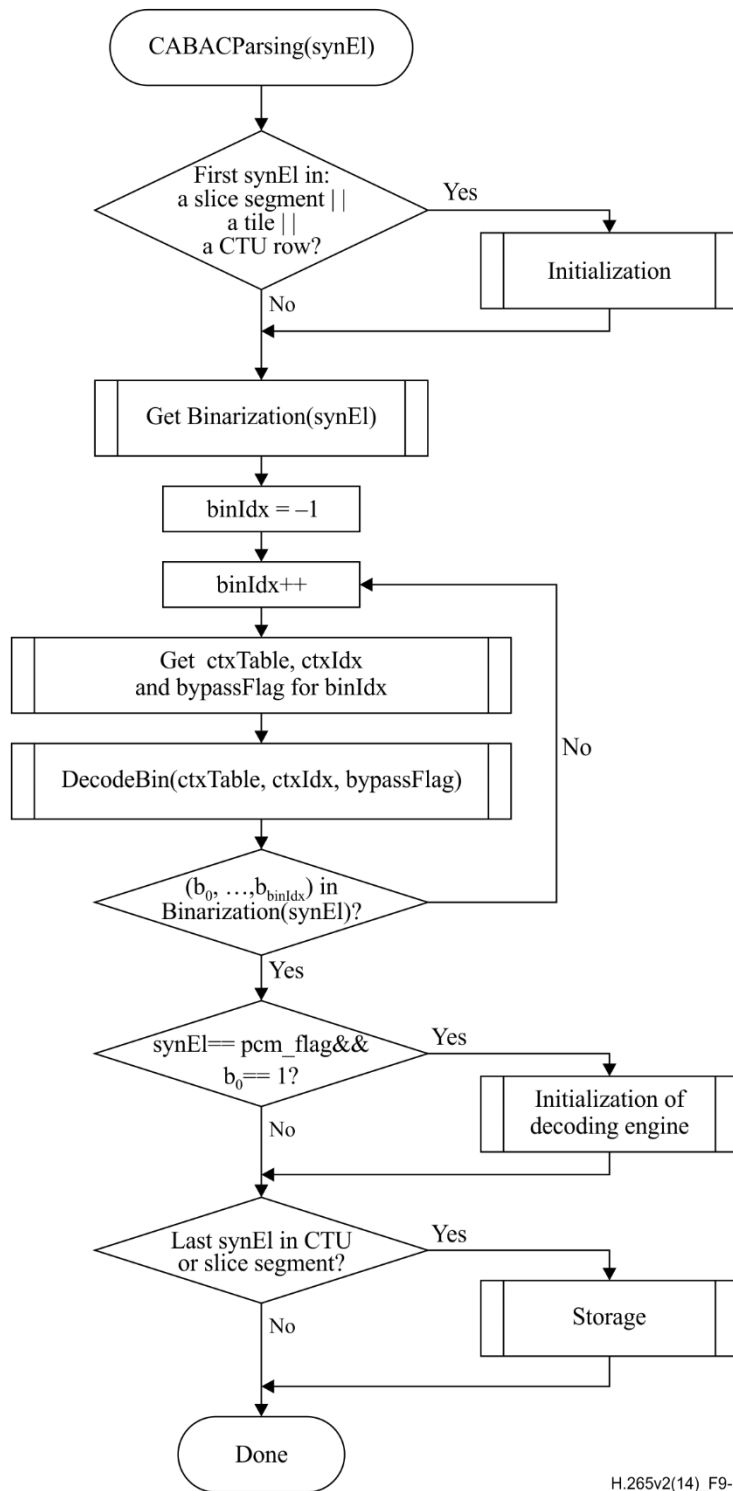 CABACParsing(synEl)
First synEl in:
a slice segment | |
a tile | |
a CTU row?
Yes
Initialization
No
Get Binarization(synEl)
binIdx = –1
binIdx++
Get ctxTable, ctxIdx
and bypassFlag for binIdx
No
DecodeBin(ctxTable, ctxIdx, bypassFlag)
(b0, …,bbinIdx) in
Binarization(synEl)?
Yes
synEl== pcm_flag&&
b0== 1?
Yes
Initialization of
decoding engine
No
Last synEl in CTU
or slice segment?
Yes
Storage
No
Done
H.265v2(14)_F9-